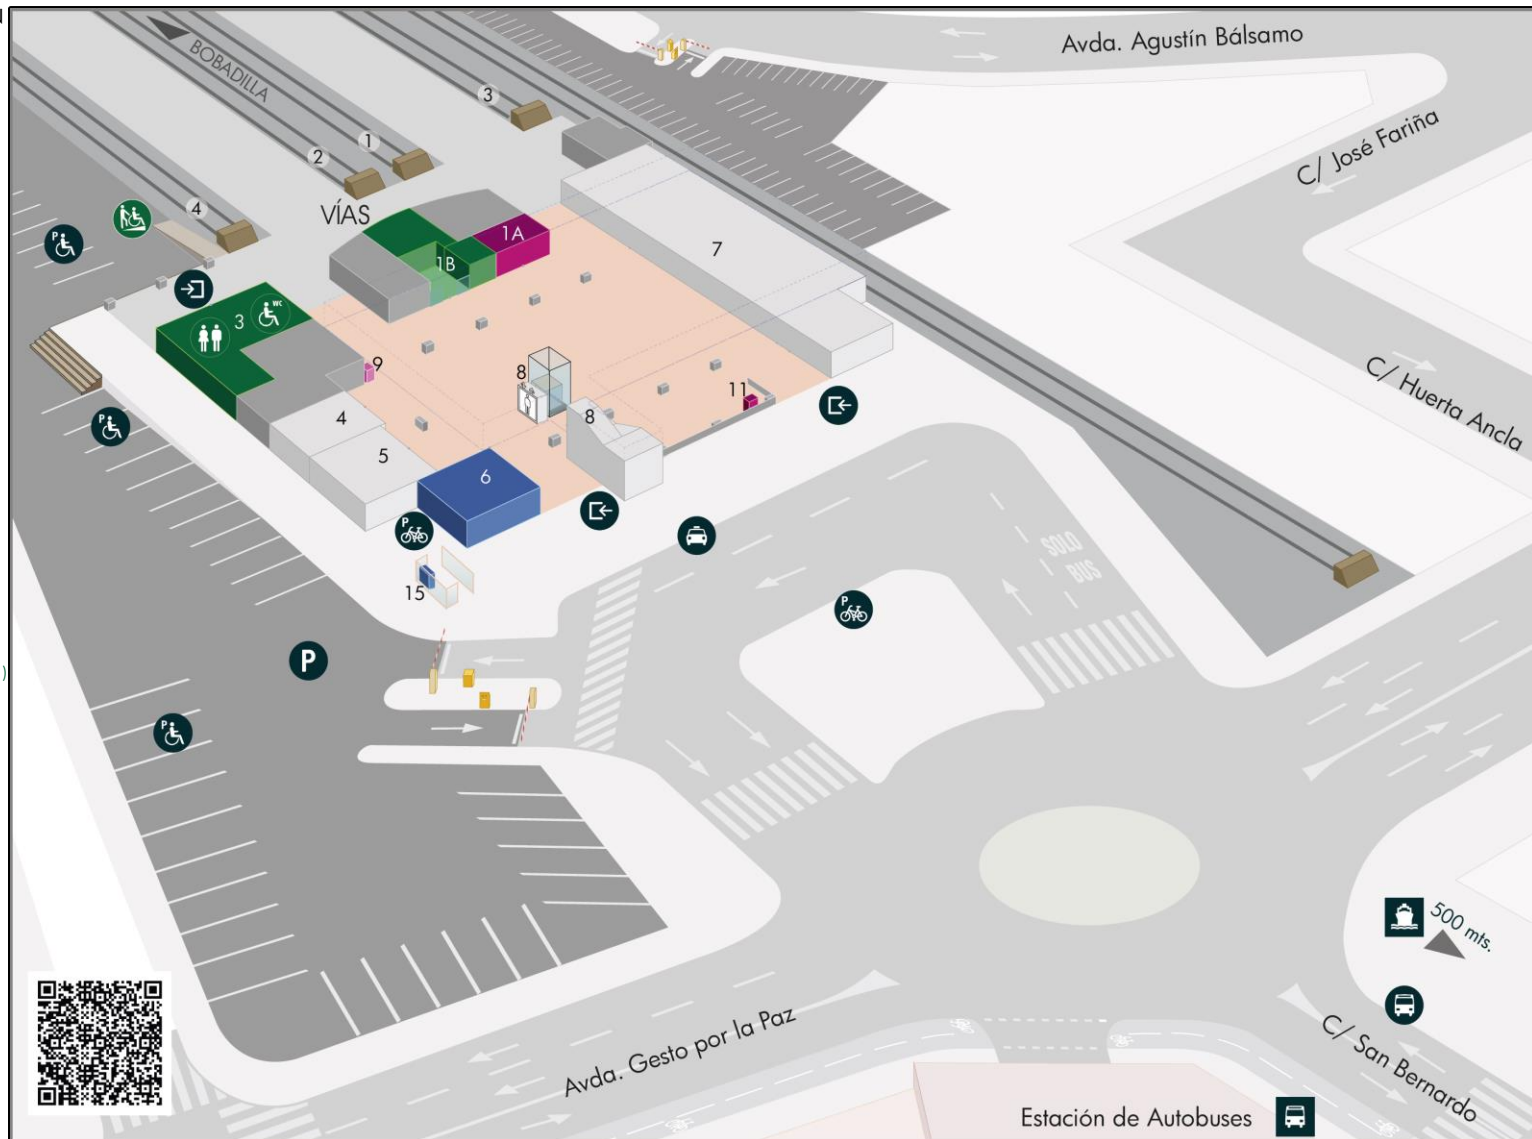 Avda. Agustín Bálsamo
BOBADILLA
3
1
2
C/ José Fariña
4
VÍAS
P
1A
7
1B
WC
3
9
8
11
C/ Huerta Ancla
P
4
8
5
6
P
SOLO
BUS
15
P
P
P
500 mts.
Avda. Gesto por la Paz
C/ San Bernardo
Estación de Autobuses